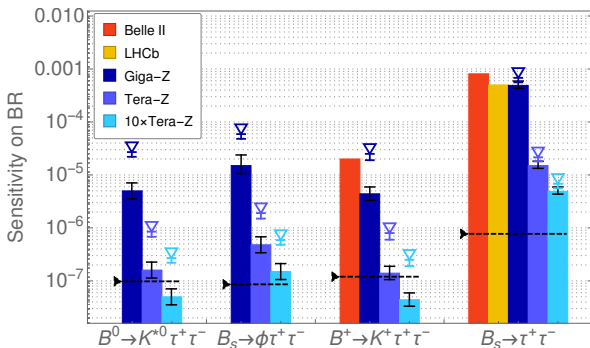 Sensitivity on BR
0.010
0.001
10⁻⁴
10⁻⁵
10⁻⁶
10⁻⁷
Belle II
LHCb
Giga−Z
Tera−Z
10×Tera−Z
B⁰→K*⁰τ⁺τ⁻
Bₛ→ϕτ⁺τ⁻
B⁺→K⁺τ⁺τ⁻
Bₛ→τ⁺τ⁻